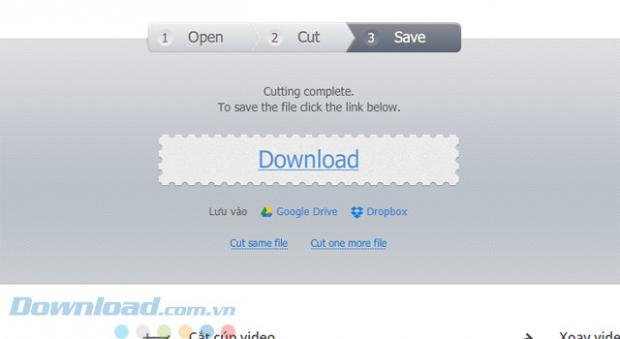 1 Open 2 Cut 3 Save
Cutting complete.
To save the file click the link below.
Download
Lưu vào Google Drive Dropbox
Cut same file Cut one more file
Download.com.vn
Cắt cúp video Xoay vide